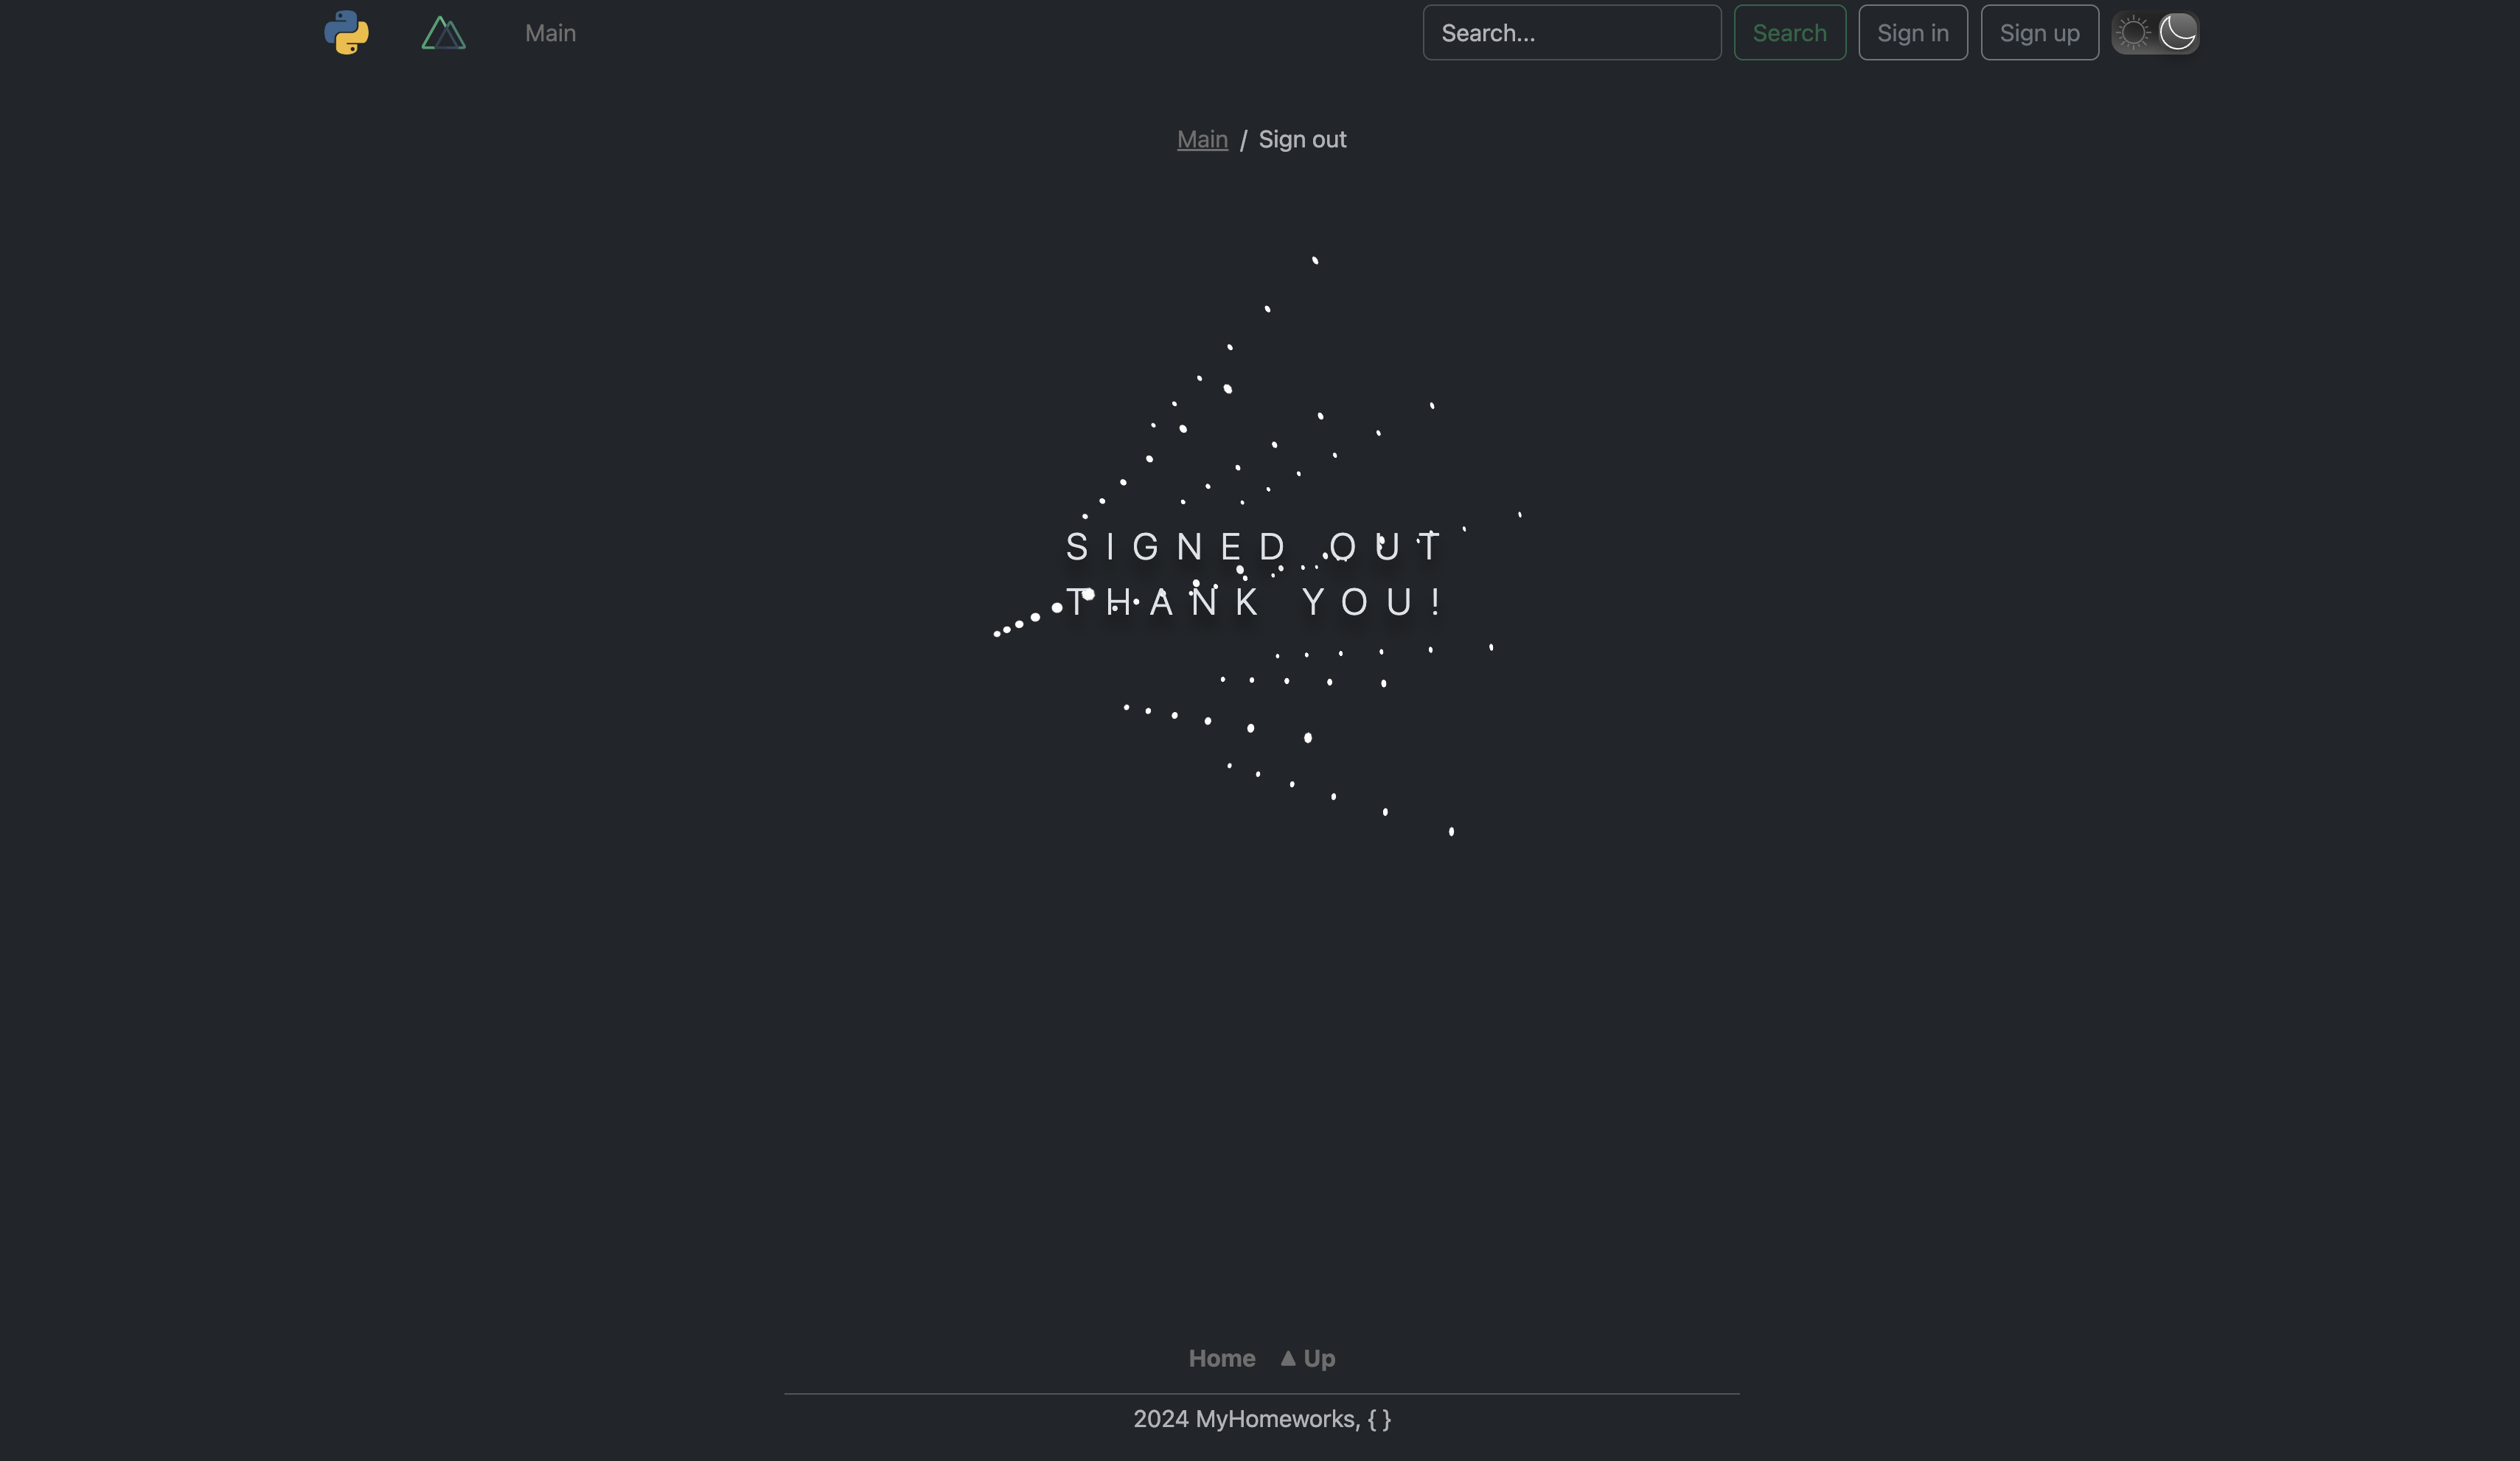 Main
Search...
Search
Sign in
Sign up
Main / Sign out
SIGNED OUT
THANK YOU!
Home ▲ Up
2024 MyHomeworks, { }